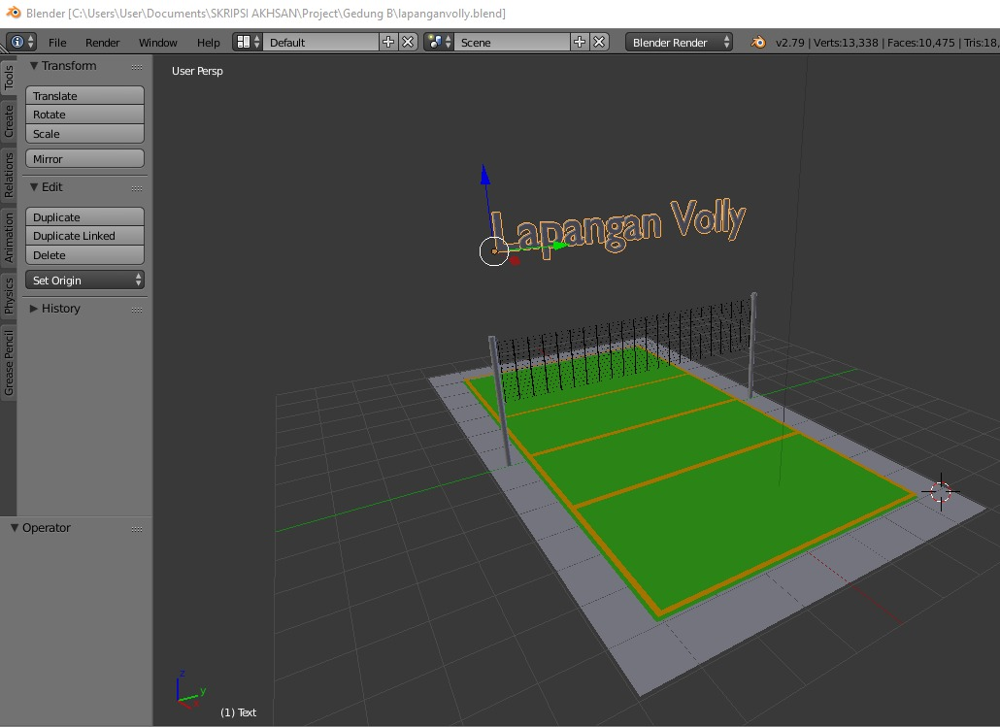 Blender [C:\Users\User\Documents\SKRIPSI AKHSAN\Project\Gedung B\lapanganvolly.blend]
File Render Window Help Default Scene Blender Render v2.79 | Verts:13,338 | Faces:10,475 | Tris:18,
Tools
Create
Relations
Animation
Physics
Grease Pencil
Transform
Translate
Rotate
Scale
Mirror
Edit
Duplicate
Duplicate Linked
Delete
Set Origin
History
Operator
User Persp
Lapangan Volly
z
y
x
(1) Text